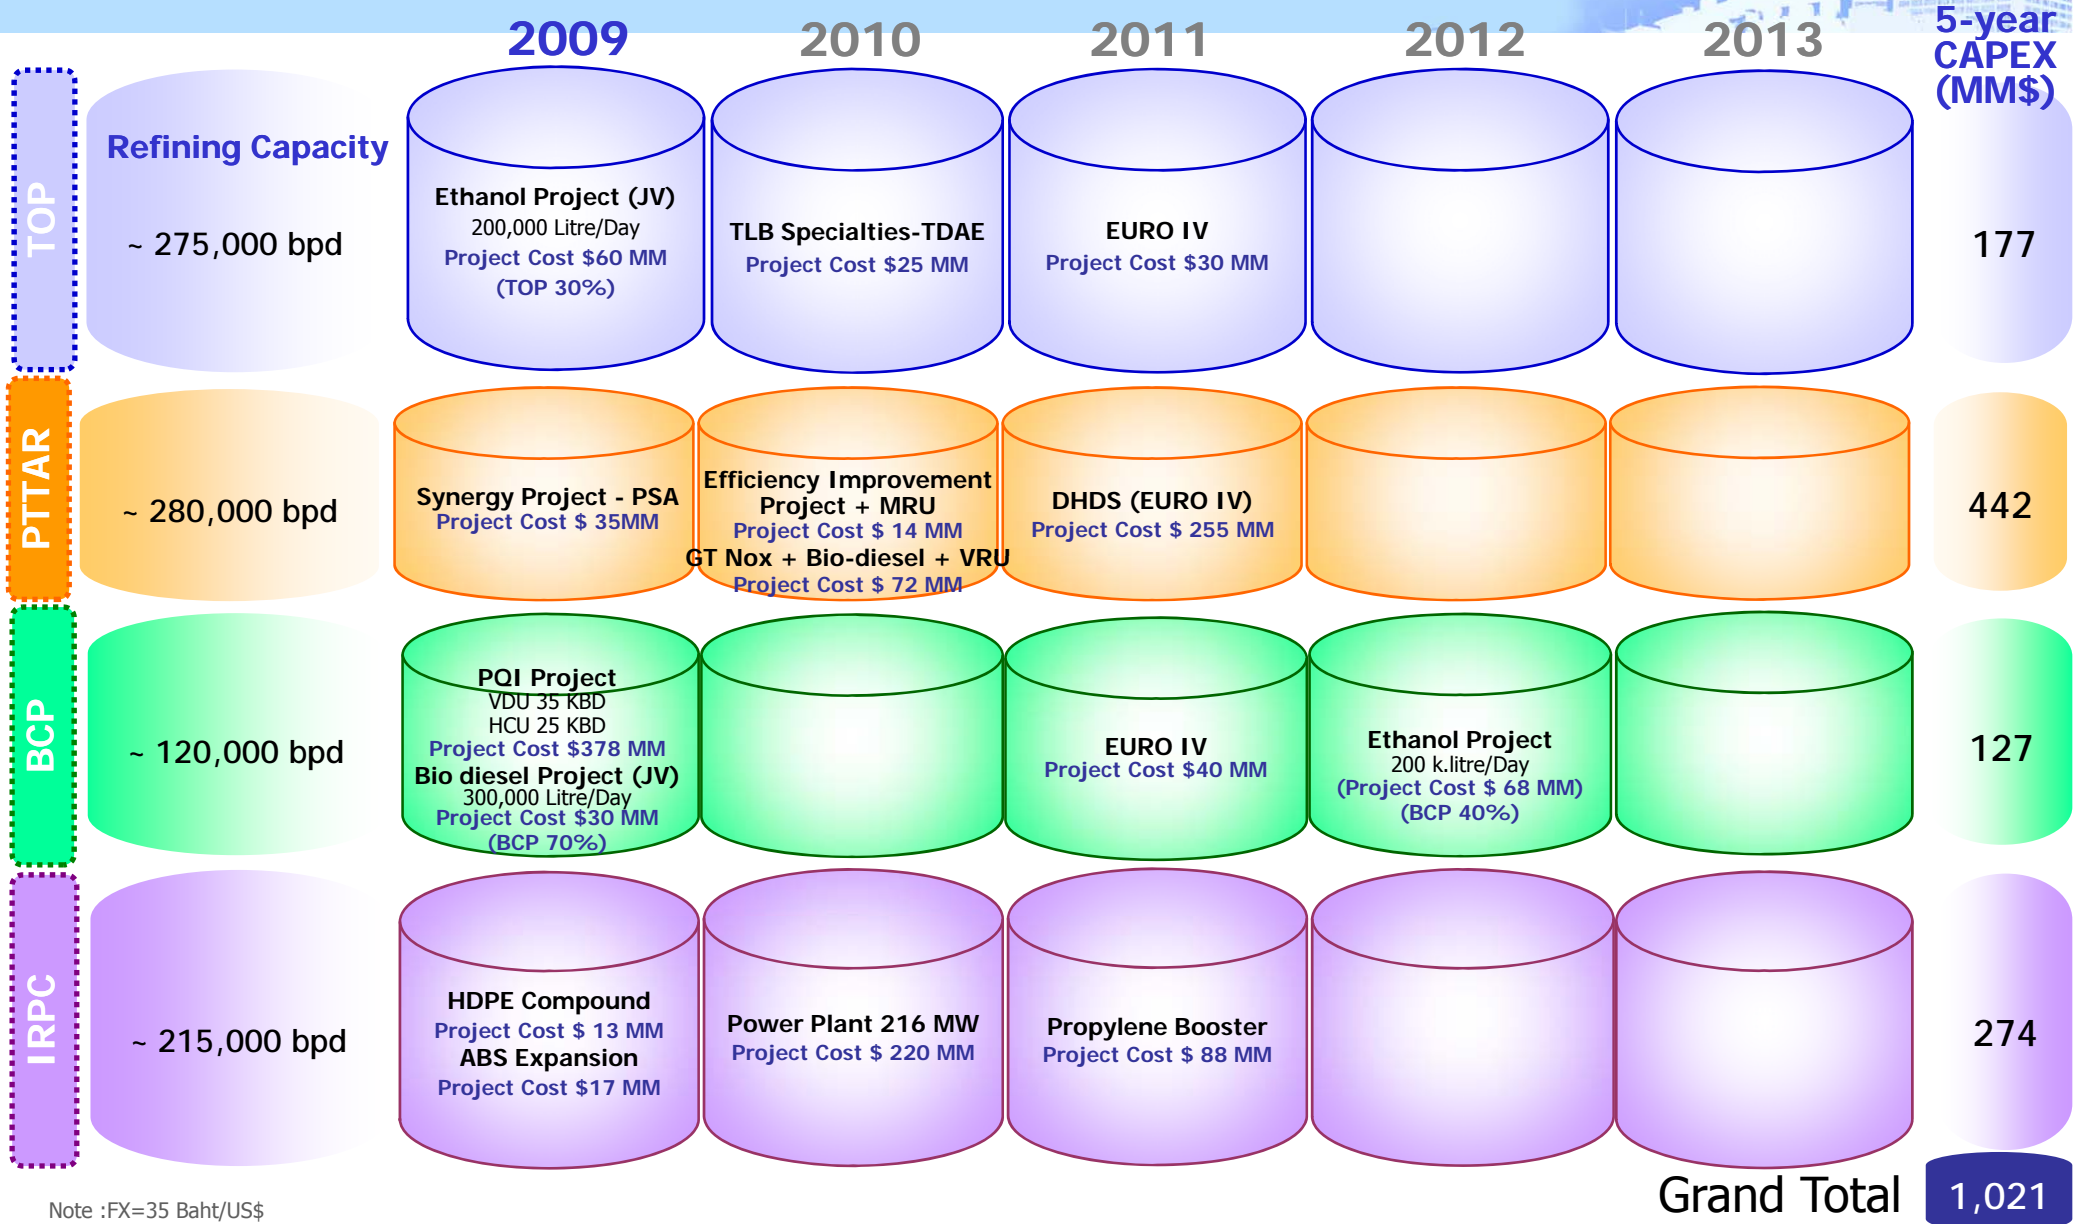 2009
2010
2011
2012
2013
5-year
CAPEX
(MM$)
TOP
Refining Capacity
~ 275,000 bpd
Ethanol Project (JV)
200,000 Litre/Day
Project Cost $60 MM
(TOP 30%)
TLB Specialties-TDAE
Project Cost $25 MM
EURO IV
Project Cost $30 MM
177
PTTAR
~ 280,000 bpd
Synergy Project - PSA
Project Cost $ 35MM
Efficiency Improvement
Project + MRU
Project Cost $ 14 MM
GT Nox + Bio-diesel + VRU
Project Cost $ 72 MM
DHDS (EURO IV)
Project Cost $ 255 MM
442
BCP
~ 120,000 bpd
PQI Project
VDU 35 KBD
HCU 25 KBD
Project Cost $378 MM
Bio diesel Project (JV)
300,000 Litre/Day
Project Cost $30 MM
(BCP 70%)
EURO IV
Project Cost $40 MM
Ethanol Project
200 k.litre/Day
(Project Cost $ 68 MM)
(BCP 40%)
127
IRPC
~ 215,000 bpd
HDPE Compound
Project Cost $ 13 MM
ABS Expansion
Project Cost $17 MM
Power Plant 216 MW
Project Cost $ 220 MM
Propylene Booster
Project Cost $ 88 MM
274
Grand Total
1,021
Note :FX=35 Baht/US$